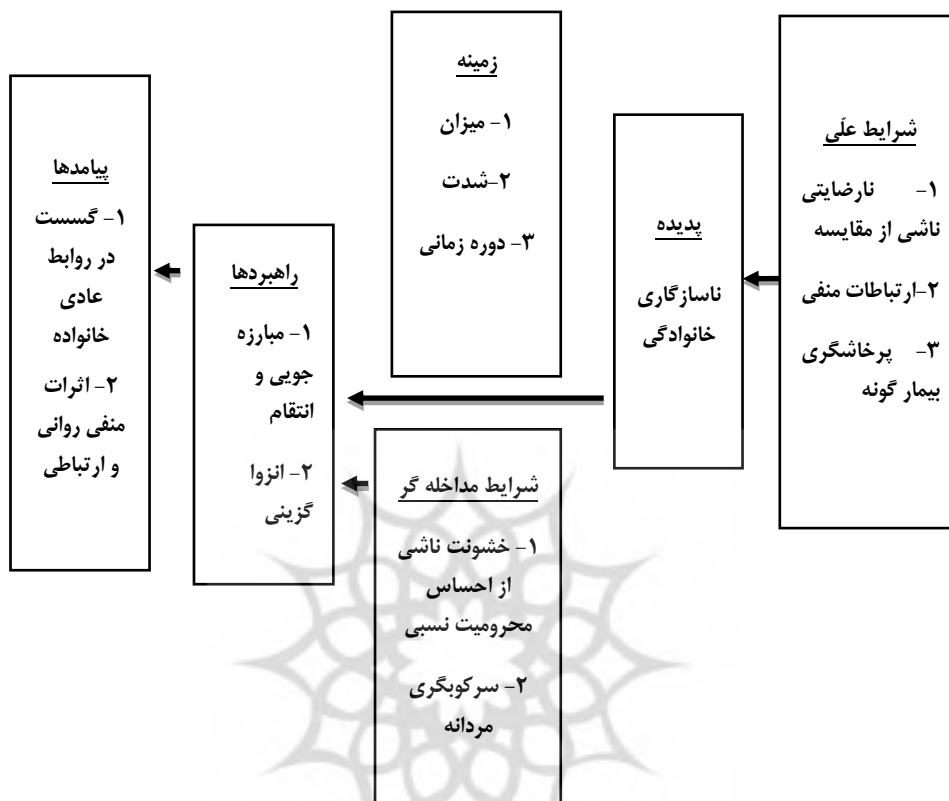 شرایط علّی
۱- نارضایتی
ناشی از مقایسه
۲-ارتباطات منفی
۳- پرخاشگری
بیمار گونه
پدیده
ناسازگاری
خانوادگی
زمینه
۱- میزان
۲-شدت
۳- دوره زمانی
شرایط مداخله گر
۱- خشونت ناشی
از احساس
محرومیت نسبی
۲- سرکوبگری
مردانه
راهبردها
۱- مبارزه
جویی و
انتقام
۲- انزوا
گزینی
پیامدها
۱- گسست
در روابط
عادی
خانواده
۲- اثرات
منفی روانی
و ارتباطی